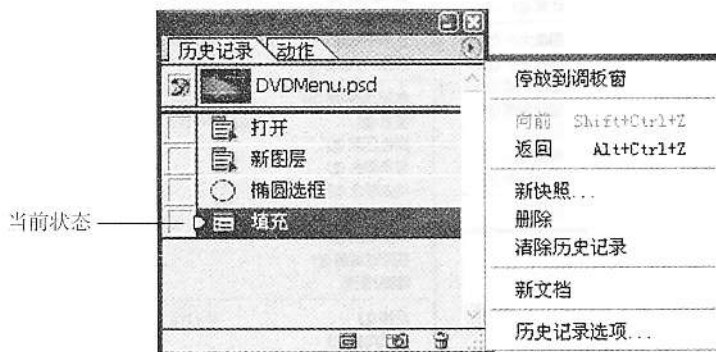 历史记录 动作
DVDMenu.psd
打开
新图层
椭圆选框
填充
当前状态
停放到调板窗
向前 Shift+Ctrl+Z
返回 Alt+Ctrl+Z
新快照...
删除
清除历史记录
新文档
历史记录选项...